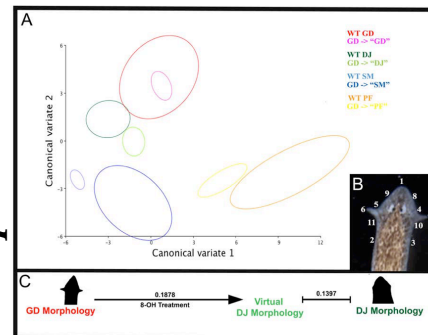 A
WT GD
GD -> "GD"
WT DJ
GD -> "DJ"
WT SM
GD -> "SM"
WT PF
GD -> "PF"
Canonical variate 2
6
3
0
-3
-6
-6 -3 0 3 6 9 12
Canonical variate 1
B
1
9 8
6 5 4
11 10
2 3
C
GD Morphology
0.1878
8-OH Treatment
Virtual
DJ Morphology
0.1397
DJ Morphology